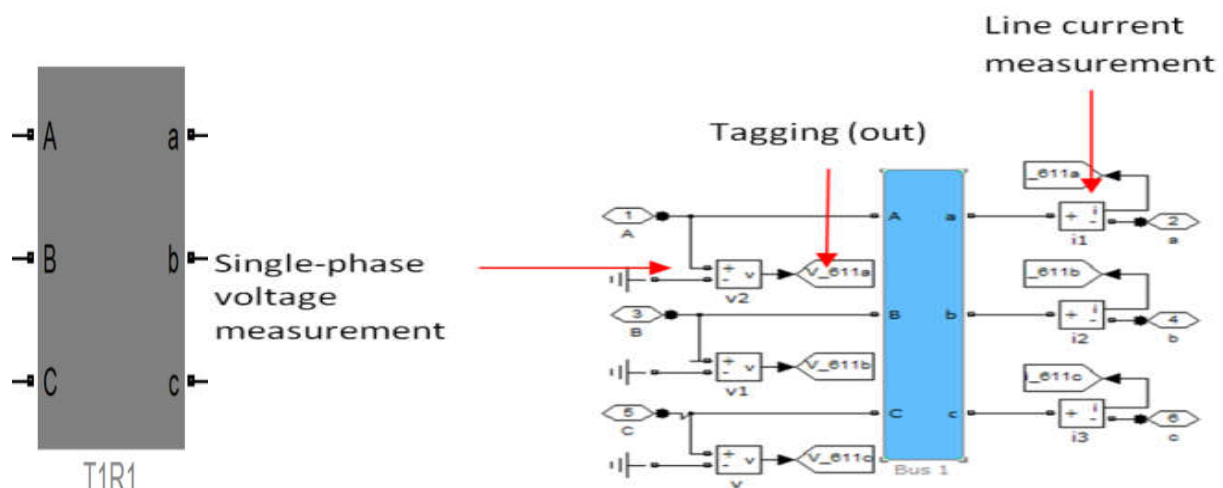 A
a
B
b
C
c
T1R1
Single-phase
voltage
measurement
Tagging (out)
Line current
measurement
1
A
+
-
v
v2
V_611a
3
B
+
-
v
v1
V_611b
5
C
+
-
v
v
V_611c
A
a
B
b
C
c
Bus 1
_611a
+
i
-
i1
2
a
_611b
+
i
-
i2
4
b
i_611c
+
i
-
i3
6
c